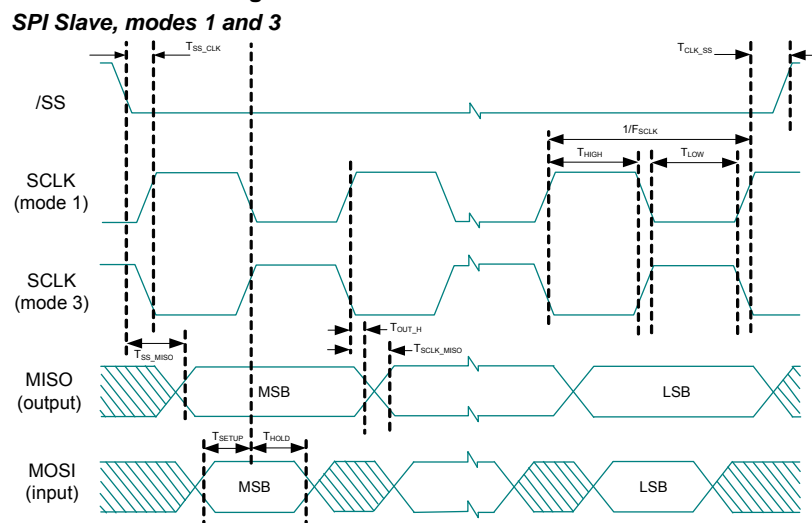 SPI Slave, modes 1 and 3
TSS_CLK
TCLK_SS
/SS
1/FSCLK
THIGH
TLOW
SCLK
(mode 1)
SCLK
(mode 3)
TOUT_H
TSS_MISO
TSCLK_MISO
MISO
(output)
MSB
LSB
TSETUP
THOLD
MOSI
(input)
MSB
LSB